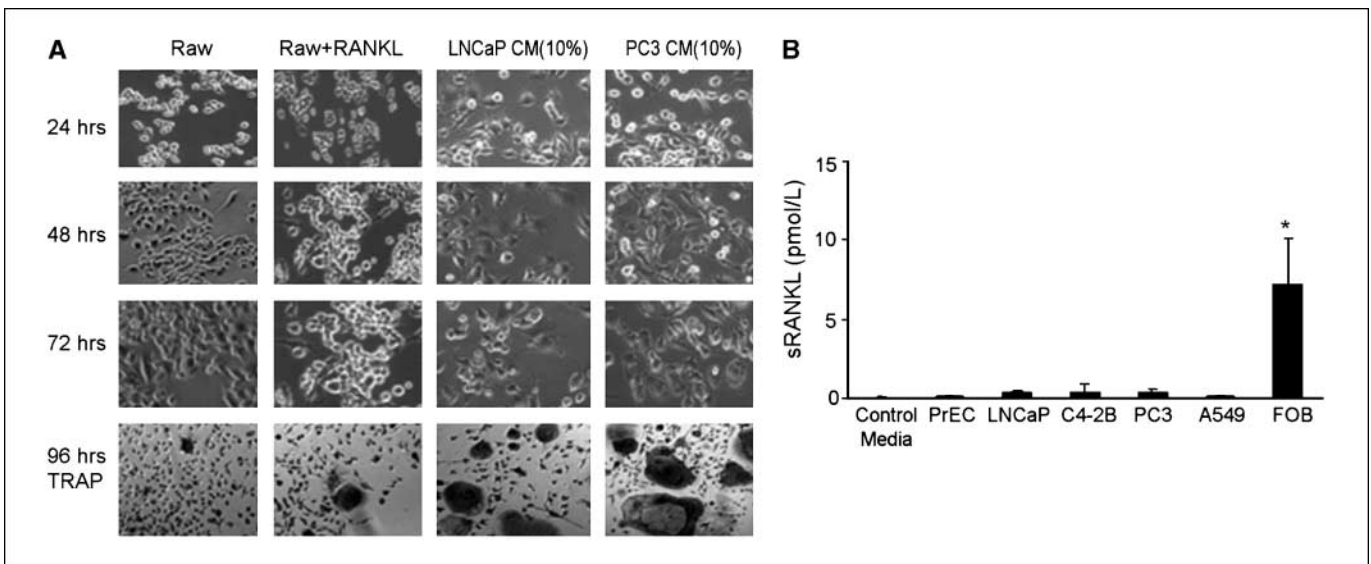 A
Raw
Raw+RANKL
LNCaP CM(10%)
PC3 CM(10%)
24 hrs
48 hrs
72 hrs
96 hrs
TRAP
B
sRANKL (pmol/L)
15
10
5
0
*
Control
Media
PrEC
LNCaP
C4-2B
PC3
A549
FOB